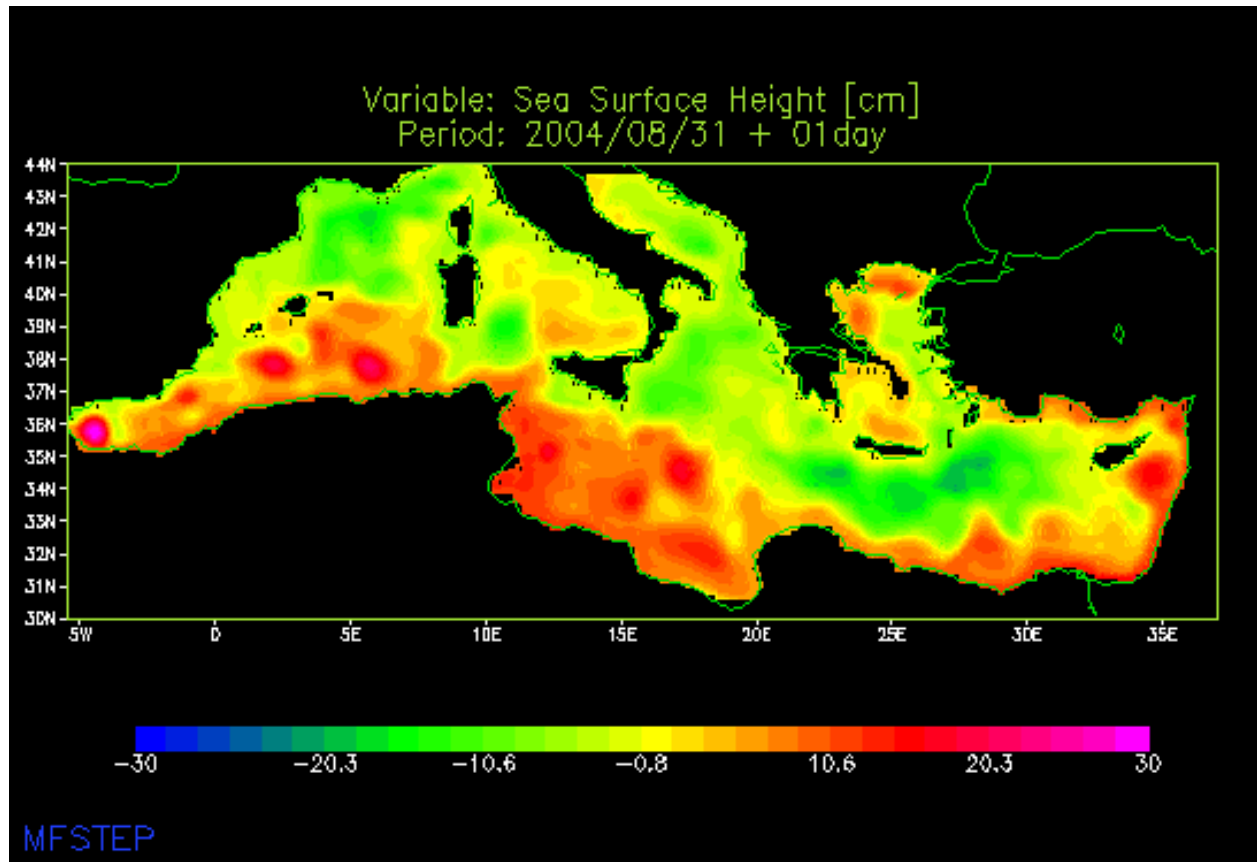 Variable: Sea Surface Height [cm]
Period: 2004/08/31 + 01day
44N
43N
42N
41N
40N
39N
38N
37N
36N
35N
34N
33N
32N
31N
30N
5W 0 5E 10E 15E 20E 25E 30E 35E
−30 −20.3 −10.6 −0.8 10.6 20.3 30
MFSTEP